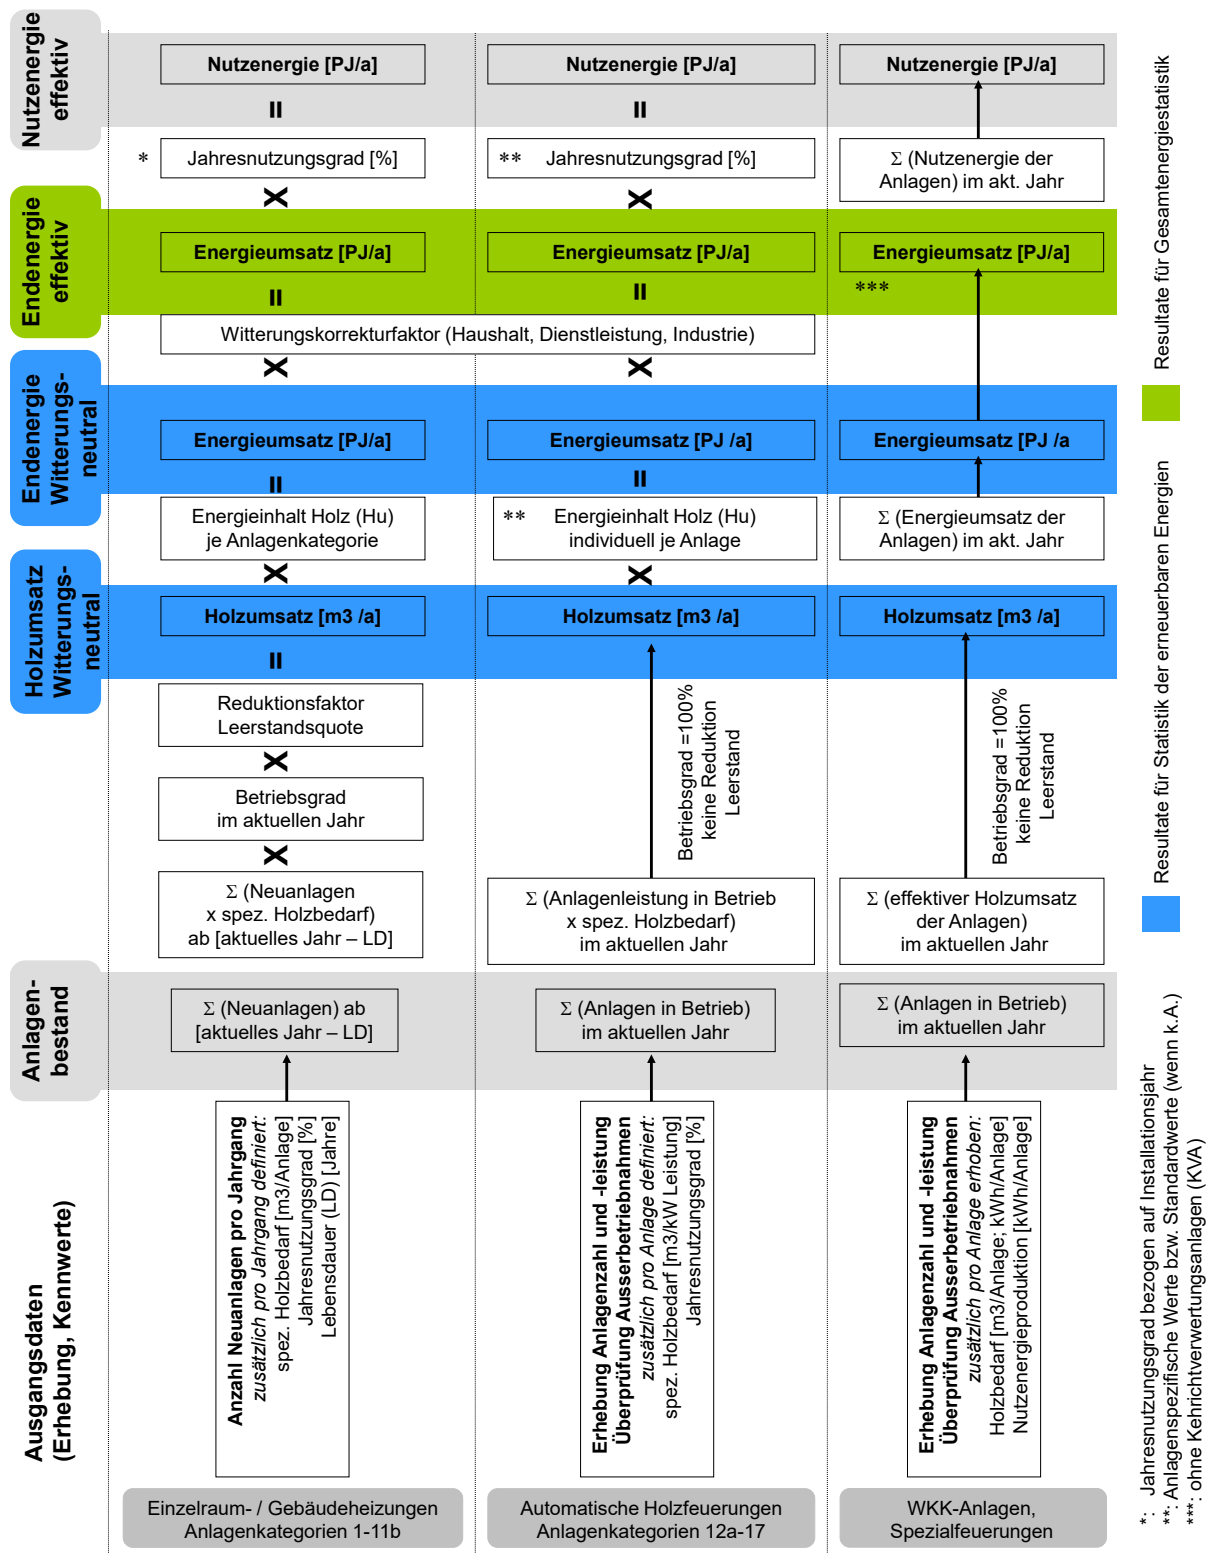 Nutzenergie
effektiv
Nutzenergie [PJ/a]
Nutzenergie [PJ/a]
Nutzenergie [PJ/a]
=
=
* Jahresnutzungsgrad [%]
** Jahresnutzungsgrad [%]
Σ (Nutzenergie der
Anlagen) im akt. Jahr
X
X
Endenergie
effektiv
Energieumsatz [PJ/a]
Energieumsatz [PJ/a]
Energieumsatz [PJ/a]
***
=
=
Witterungskorrekturfaktor (Haushalt, Dienstleistung, Industrie)
X
X
Endenergie
Witterungs-
neutral
Energieumsatz [PJ/a]
Energieumsatz [PJ /a]
Energieumsatz [PJ /a
=
=
Energieinhalt Holz (Hu)
je Anlagenkategorie
** Energieinhalt Holz (Hu)
individuell je Anlage
Σ (Energieumsatz der
Anlagen) im akt. Jahr
X
X
Holzumsatz
Witterungs-
neutral
Holzumsatz [m3 /a]
Holzumsatz [m3 /a]
Holzumsatz [m3 /a]
=
Reduktionsfaktor
Leerstandsquote
X
Betriebsgrad
im aktuellen Jahr
X
Σ (Neuanlagen
x spez. Holzbedarf)
ab [aktuelles Jahr – LD]
Betriebsgrad =100%
keine Reduktion
Leerstand
Σ (Anlagenleistung in Betrieb
x spez. Holzbedarf)
im aktuellen Jahr
Betriebsgrad =100%
keine Reduktion
Leerstand
Σ (effektiver Holzumsatz
der Anlagen)
im aktuellen Jahr
Anlagen-
bestand
Σ (Neuanlagen) ab
[aktuelles Jahr – LD]
Σ (Anlagen in Betrieb)
im aktuellen Jahr
Σ (Anlagen in Betrieb)
im aktuellen Jahr
Ausgangsdaten
(Erhebung, Kennwerte)
Anzahl Neuanlagen pro Jahrgang
zusätzlich pro Jahrgang definiert:
spez. Holzbedarf [m3/Anlage]
Jahresnutzungsgrad [%]
Lebensdauer (LD) [Jahre]
Erhebung Anlagenzahl und -leistung
Überprüfung Ausserbetriebnahmen
zusätzlich pro Anlage definiert:
spez. Holzbedarf [m3/kW Leistung]
Jahresnutzungsgrad [%]
Erhebung Anlagenzahl und -leistung
Überprüfung Ausserbetriebnahmen
zusätzlich pro Anlage erhoben:
Holzbedarf [m3/Anlage; kWh/Anlage]
Nutzenergieproduktion [kWh/Anlage]
Einzelraum- / Gebäudeheizungen
Anlagenkategorien 1-11b
Automatische Holzfeuerungen
Anlagenkategorien 12a-17
WKK-Anlagen,
Spezialfeuerungen
Resultate für Gesamtenergiestatistik
Resultate für Statistik der erneuerbaren Energien
*: Jahresnutzungsgrad bezogen auf Installationsjahr
**: Anlagenspezifische Werte bzw. Standardwerte (wenn k.A.)
***: ohne Kehrichtverwertungsanlagen (KVA)